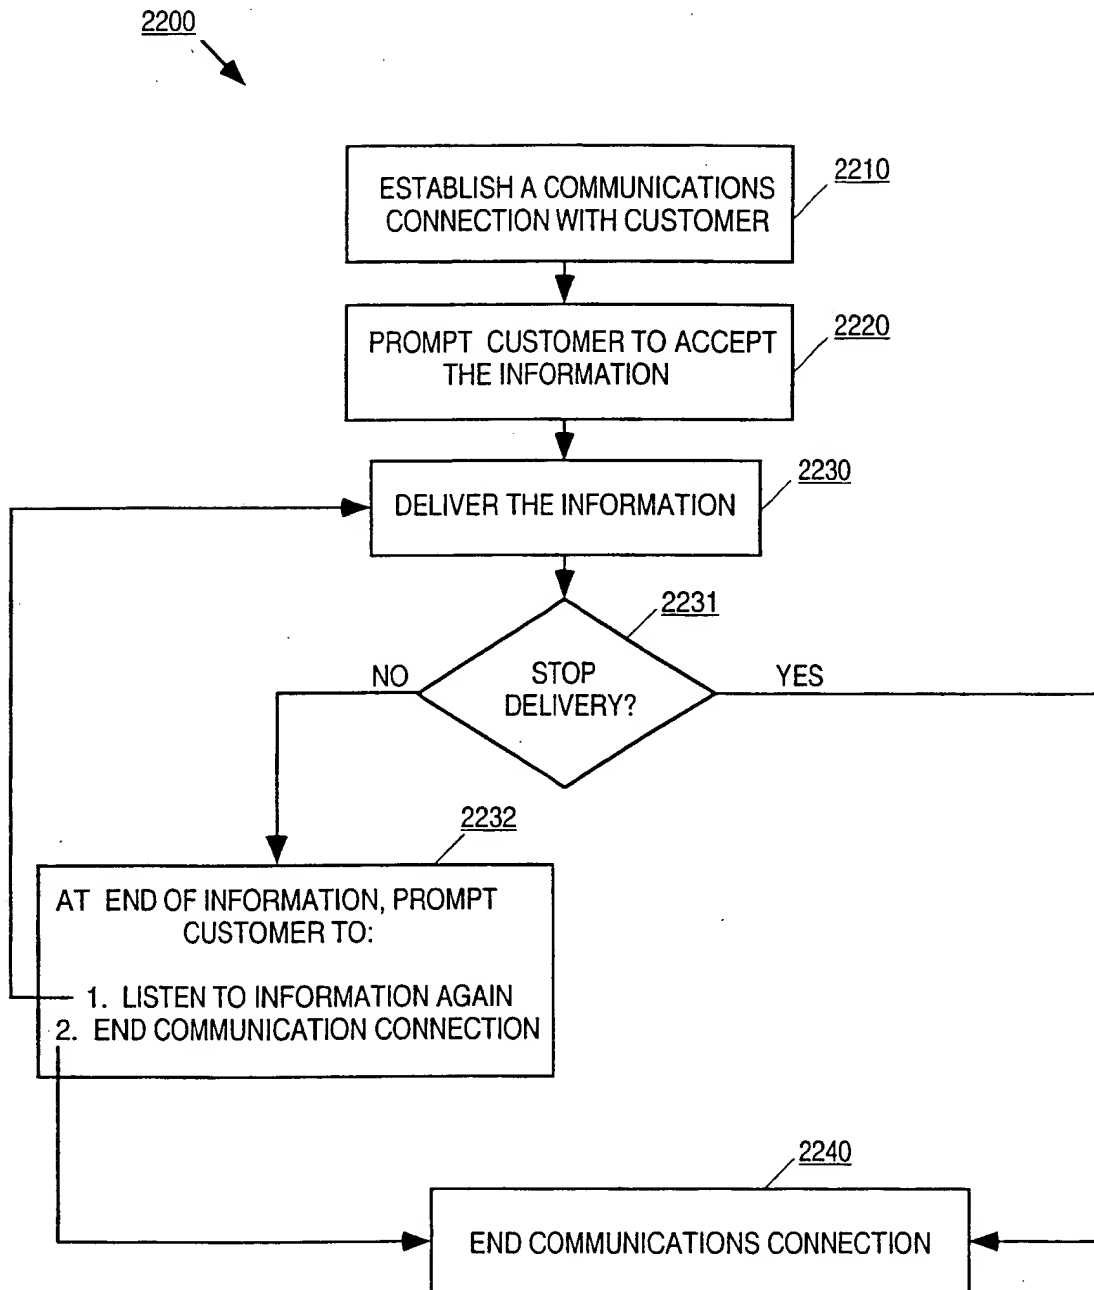 2200
ESTABLISH A COMMUNICATIONS
CONNECTION WITH CUSTOMER
2210
PROMPT CUSTOMER TO ACCEPT
THE INFORMATION
2220
DELIVER THE INFORMATION
2230
STOP
DELIVERY?
2231
NO
YES
2232
AT END OF INFORMATION, PROMPT
CUSTOMER TO:
1. LISTEN TO INFORMATION AGAIN
2. END COMMUNICATION CONNECTION
2240
END COMMUNICATIONS CONNECTION